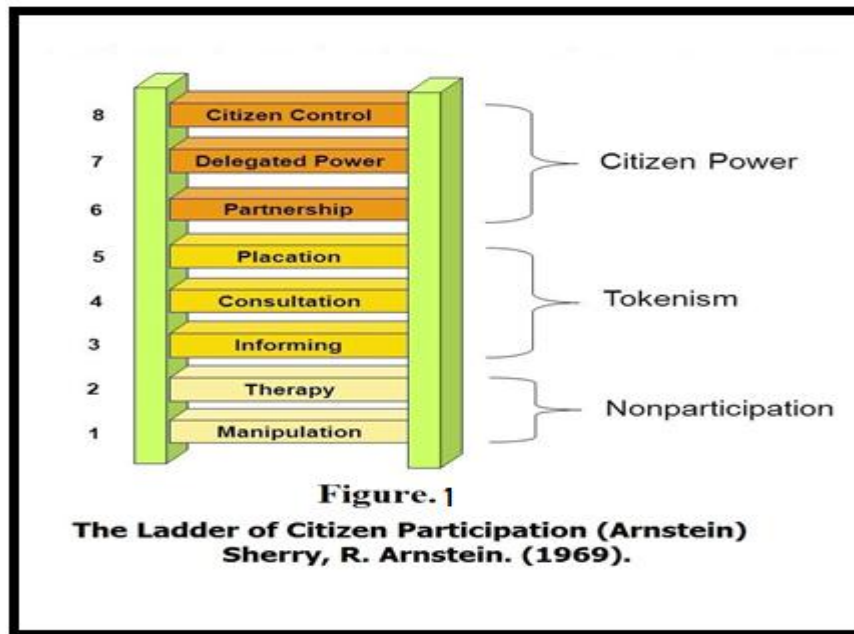 8 Citizen Control
7 Delegated Power
6 Partnership
Citizen Power
5 Placation
4 Consultation
3 Informing
Tokenism
2 Therapy
1 Manipulation
Nonparticipation
Figure. 1
The Ladder of Citizen Participation (Arnstein)
Sherry, R. Arnstein. (1969).